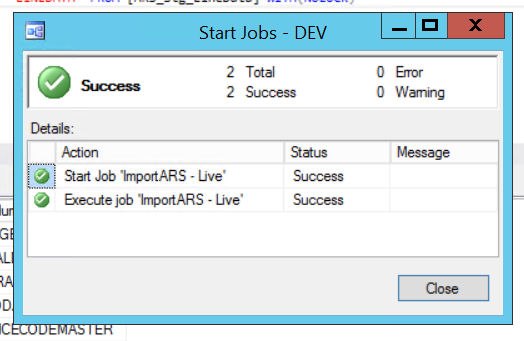 Start Jobs - DEV
Success
2 Total
0 Error
2 Success
0 Warning
Details:
Action Status Message
Start Job 'ImportARS - Live' Success
Execute job 'ImportARS - Live' Success
Close